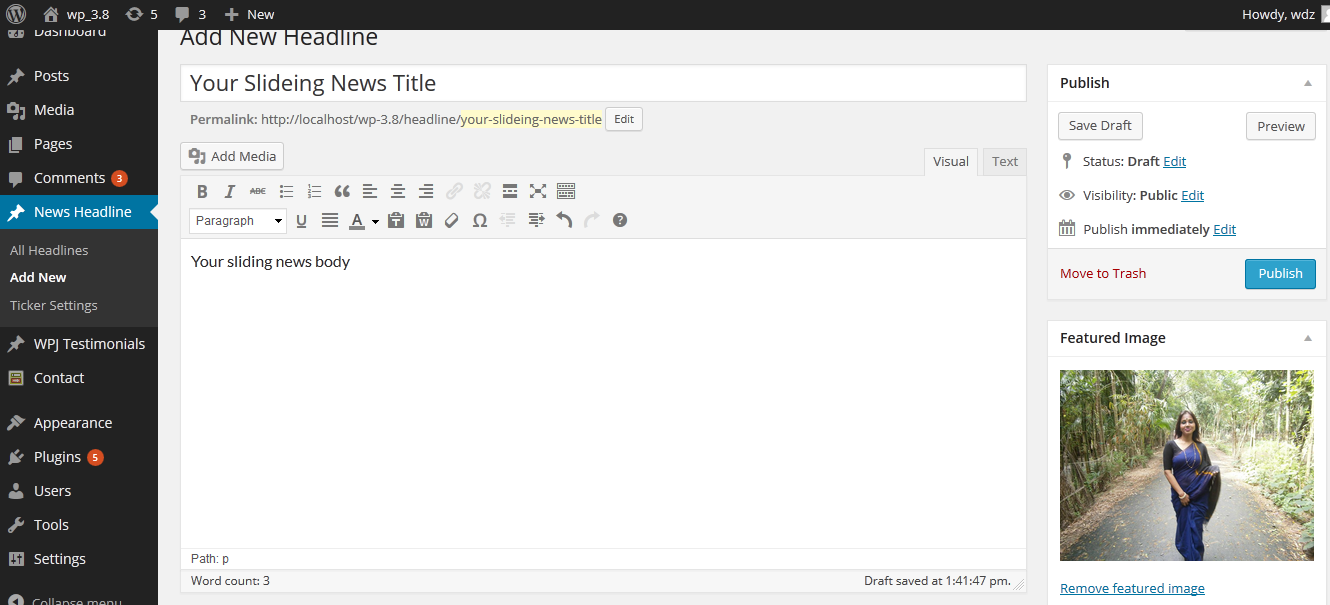 wp_3.8 5 3 New Howdy, wdz
Dashboard
Posts
Media
Pages
Comments 3
News Headline
All Headlines
Add New
Ticker Settings
WPJ Testimonials
Contact
Appearance
Plugins 5
Users
Tools
Settings
Collapse menu
Add New Headline
Your Slideing News Title
Permalink: http://localhost/wp-3.8/headline/your-slideing-news-title Edit
Add Media
Visual Text
B I ABC
Paragraph U A T W Ω ?
Your sliding news body
Path: p
Word count: 3 Draft saved at 1:41:47 pm.
Publish
Save Draft Preview
Status: Draft Edit
Visibility: Public Edit
Publish immediately Edit
Move to Trash Publish
Featured Image
Remove featured image